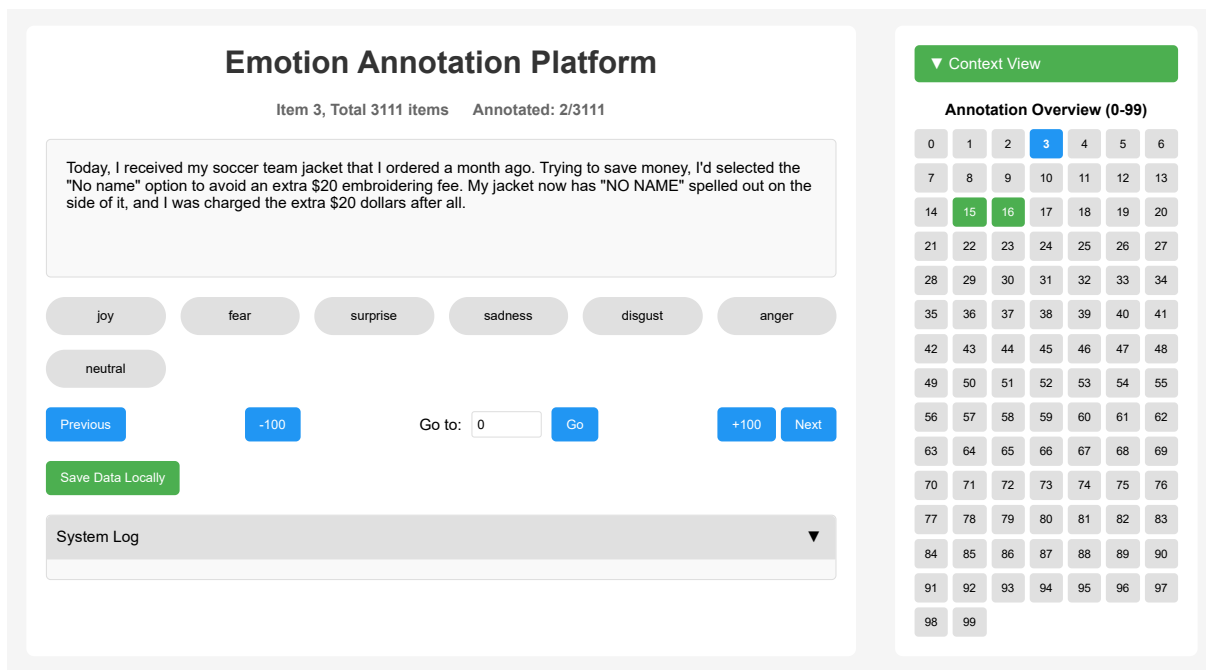 Emotion Annotation Platform
Item 3, Total 3111 items Annotated: 2/3111
Today, I received my soccer team jacket that I ordered a month ago. Trying to save money, I'd selected the
"No name" option to avoid an extra $20 embroidering fee. My jacket now has "NO NAME" spelled out on the
side of it, and I was charged the extra $20 dollars after all.
joy fear surprise sadness disgust anger
neutral
Previous -100 Go to: 0 Go +100 Next
Save Data Locally
System Log ▼
▼ Context View
Annotation Overview (0-99)
0 1 2 3 4 5 6
7 8 9 10 11 12 13
14 15 16 17 18 19 20
21 22 23 24 25 26 27
28 29 30 31 32 33 34
35 36 37 38 39 40 41
42 43 44 45 46 47 48
49 50 51 52 53 54 55
56 57 58 59 60 61 62
63 64 65 66 67 68 69
70 71 72 73 74 75 76
77 78 79 80 81 82 83
84 85 86 87 88 89 90
91 92 93 94 95 96 97
98 99